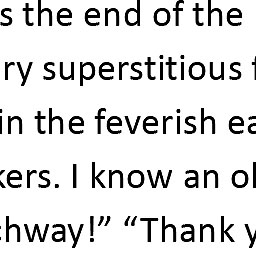 s the end of the
ry superstitious f
in the feverish ea
kers. I know an ol
chway!” “Thank y